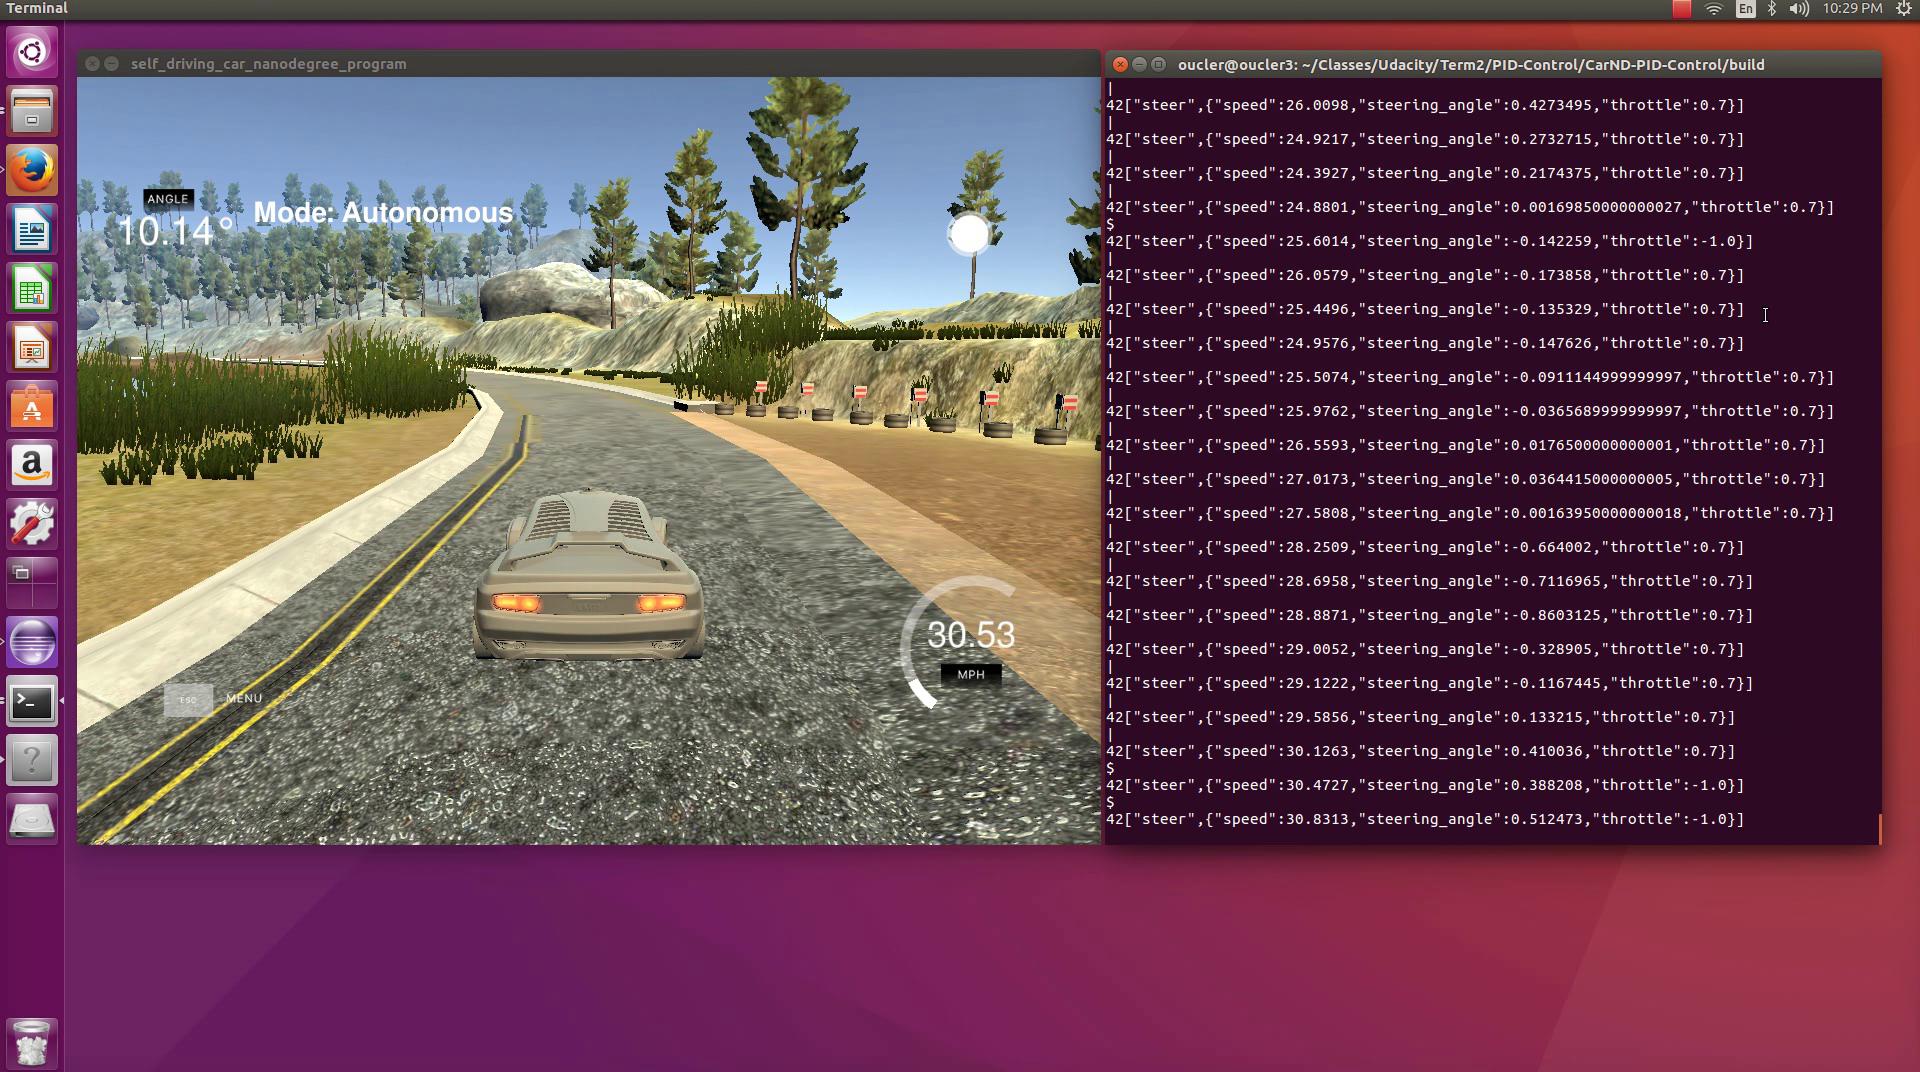 Terminal
En
10:29 PM
self_driving_car_nanodegree_program
ANGLE
10.14°
Mode: Autonomous
30.53
MPH
ESC
MENU
a
>_
?
oucler@oucler3: ~/Classes/Udacity/Term2/PID-Control/CarND-PID-Control/build
|
42["steer",{"speed":26.0098,"steering_angle":0.4273495,"throttle":0.7}]
|
42["steer",{"speed":24.9217,"steering_angle":0.2732715,"throttle":0.7}]
|
42["steer",{"speed":24.3927,"steering_angle":0.2174375,"throttle":0.7}]
|
42["steer",{"speed":24.8801,"steering_angle":0.00169850000000027,"throttle":0.7}]
$
42["steer",{"speed":25.6014,"steering_angle":-0.142259,"throttle":-1.0}]
|
42["steer",{"speed":26.0579,"steering_angle":-0.173858,"throttle":0.7}]
|
42["steer",{"speed":25.4496,"steering_angle":-0.135329,"throttle":0.7}]
|
42["steer",{"speed":24.9576,"steering_angle":-0.147626,"throttle":0.7}]
|
42["steer",{"speed":25.5074,"steering_angle":-0.0911144999999997,"throttle":0.7}]
|
42["steer",{"speed":25.9762,"steering_angle":-0.0365689999999997,"throttle":0.7}]
|
42["steer",{"speed":26.5593,"steering_angle":0.0176500000000001,"throttle":0.7}]
|
42["steer",{"speed":27.0173,"steering_angle":0.0364415000000005,"throttle":0.7}]
|
42["steer",{"speed":27.5808,"steering_angle":0.00163950000000018,"throttle":0.7}]
|
42["steer",{"speed":28.2509,"steering_angle":-0.664002,"throttle":0.7}]
|
42["steer",{"speed":28.6958,"steering_angle":-0.7116965,"throttle":0.7}]
|
42["steer",{"speed":28.8871,"steering_angle":-0.8603125,"throttle":0.7}]
|
42["steer",{"speed":29.0052,"steering_angle":-0.328905,"throttle":0.7}]
|
42["steer",{"speed":29.1222,"steering_angle":-0.1167445,"throttle":0.7}]
|
42["steer",{"speed":29.5856,"steering_angle":0.133215,"throttle":0.7}]
|
42["steer",{"speed":30.1263,"steering_angle":0.410036,"throttle":0.7}]
$
42["steer",{"speed":30.4727,"steering_angle":0.388208,"throttle":-1.0}]
$
42["steer",{"speed":30.8313,"steering_angle":0.512473,"throttle":-1.0}]